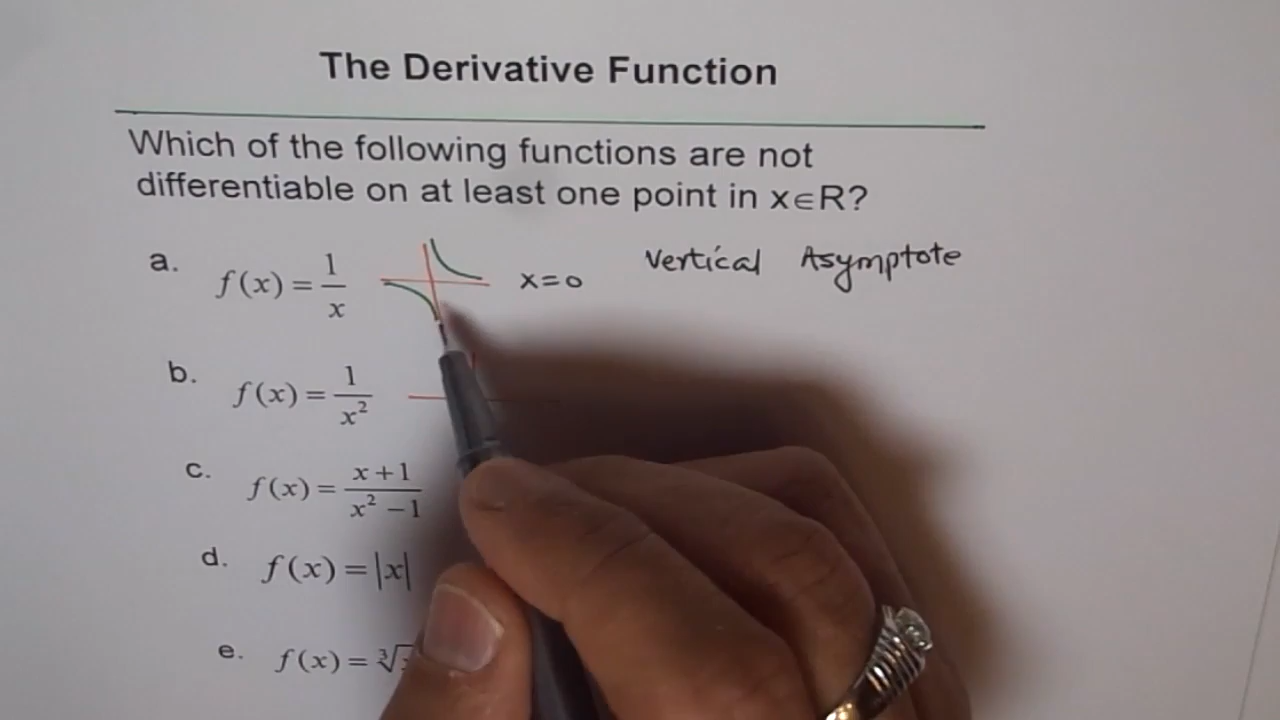 The Derivative Function
Which of the following functions are not
differentiable on at least one point in x∈R?
a. f(x) = 1/x x=0 Vertical Asymptote
b. f(x) = 1/x²
c. f(x) = x+1/x²−1
d. f(x) = |x|
e. f(x) = ∛